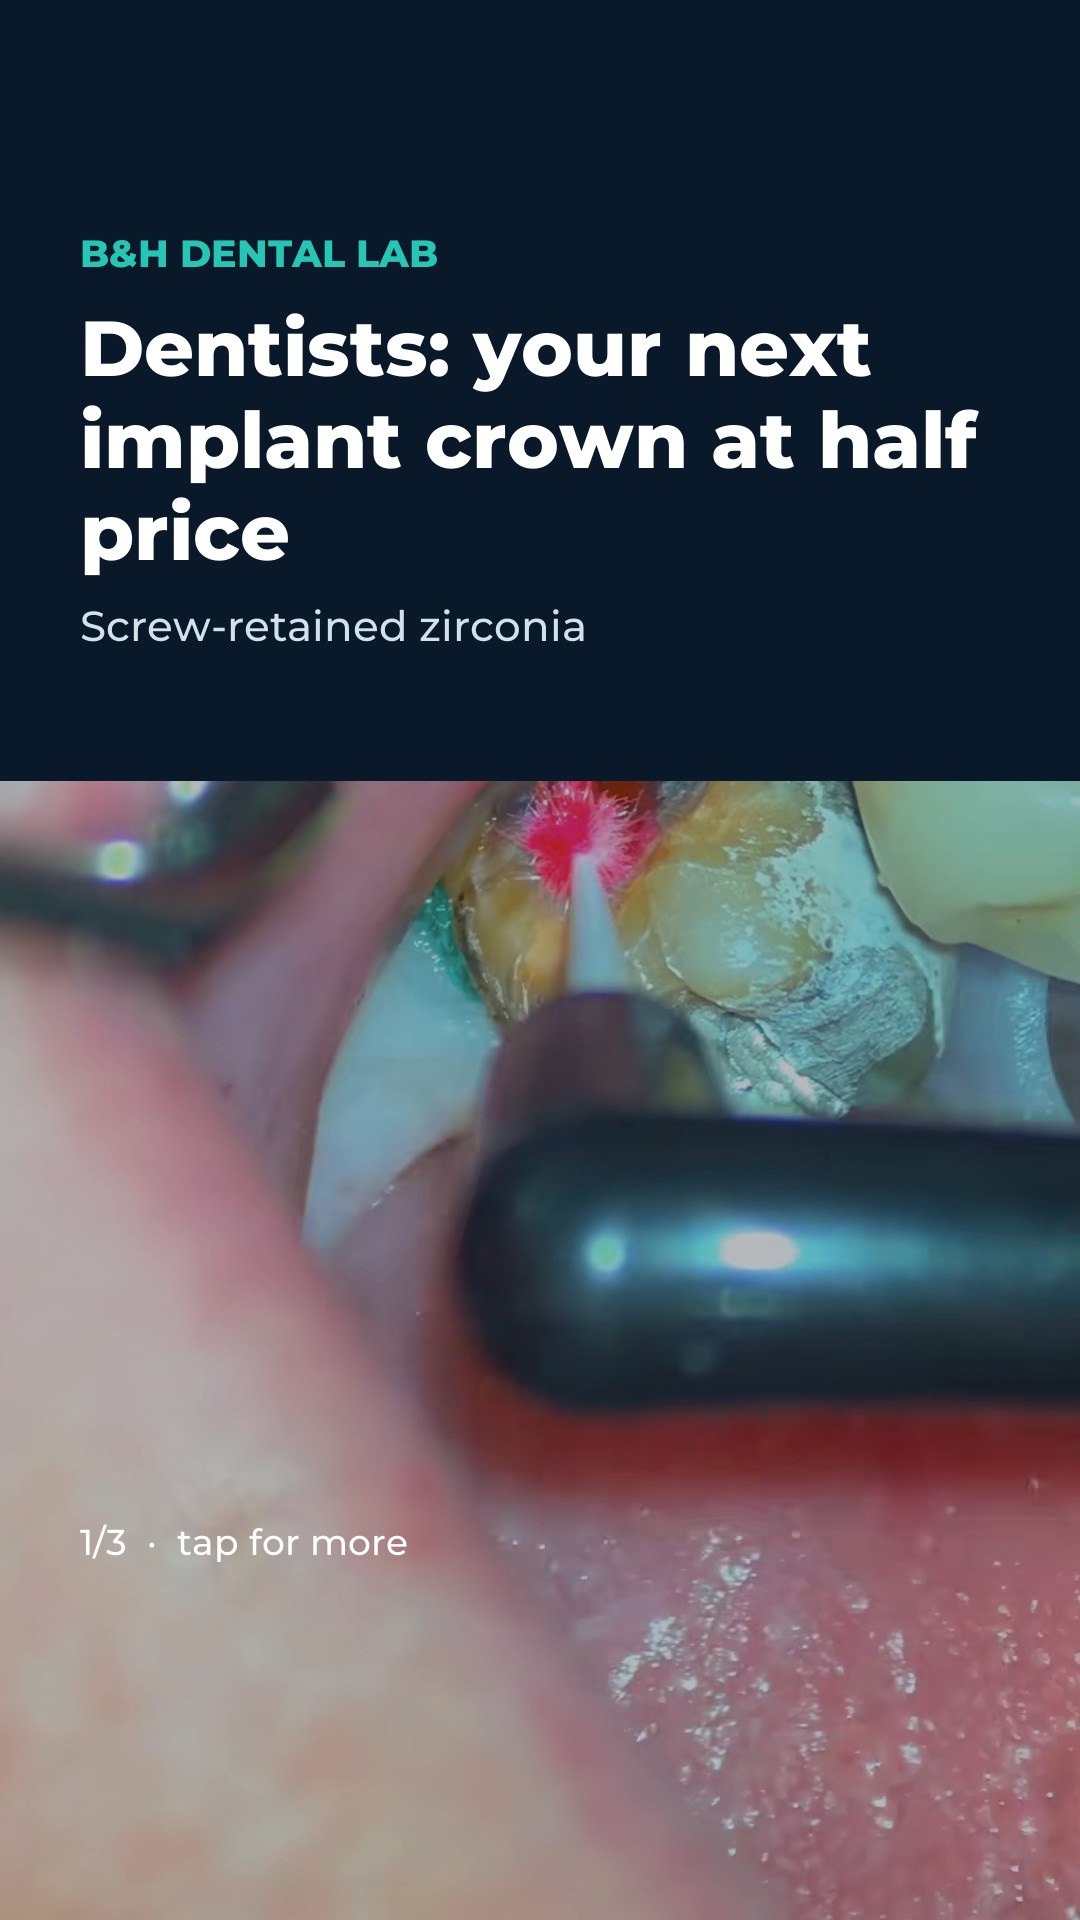 B&H DENTAL LAB
Dentists: your next
implant crown at half
price
Screw-retained zirconia
1/3 · tap for more